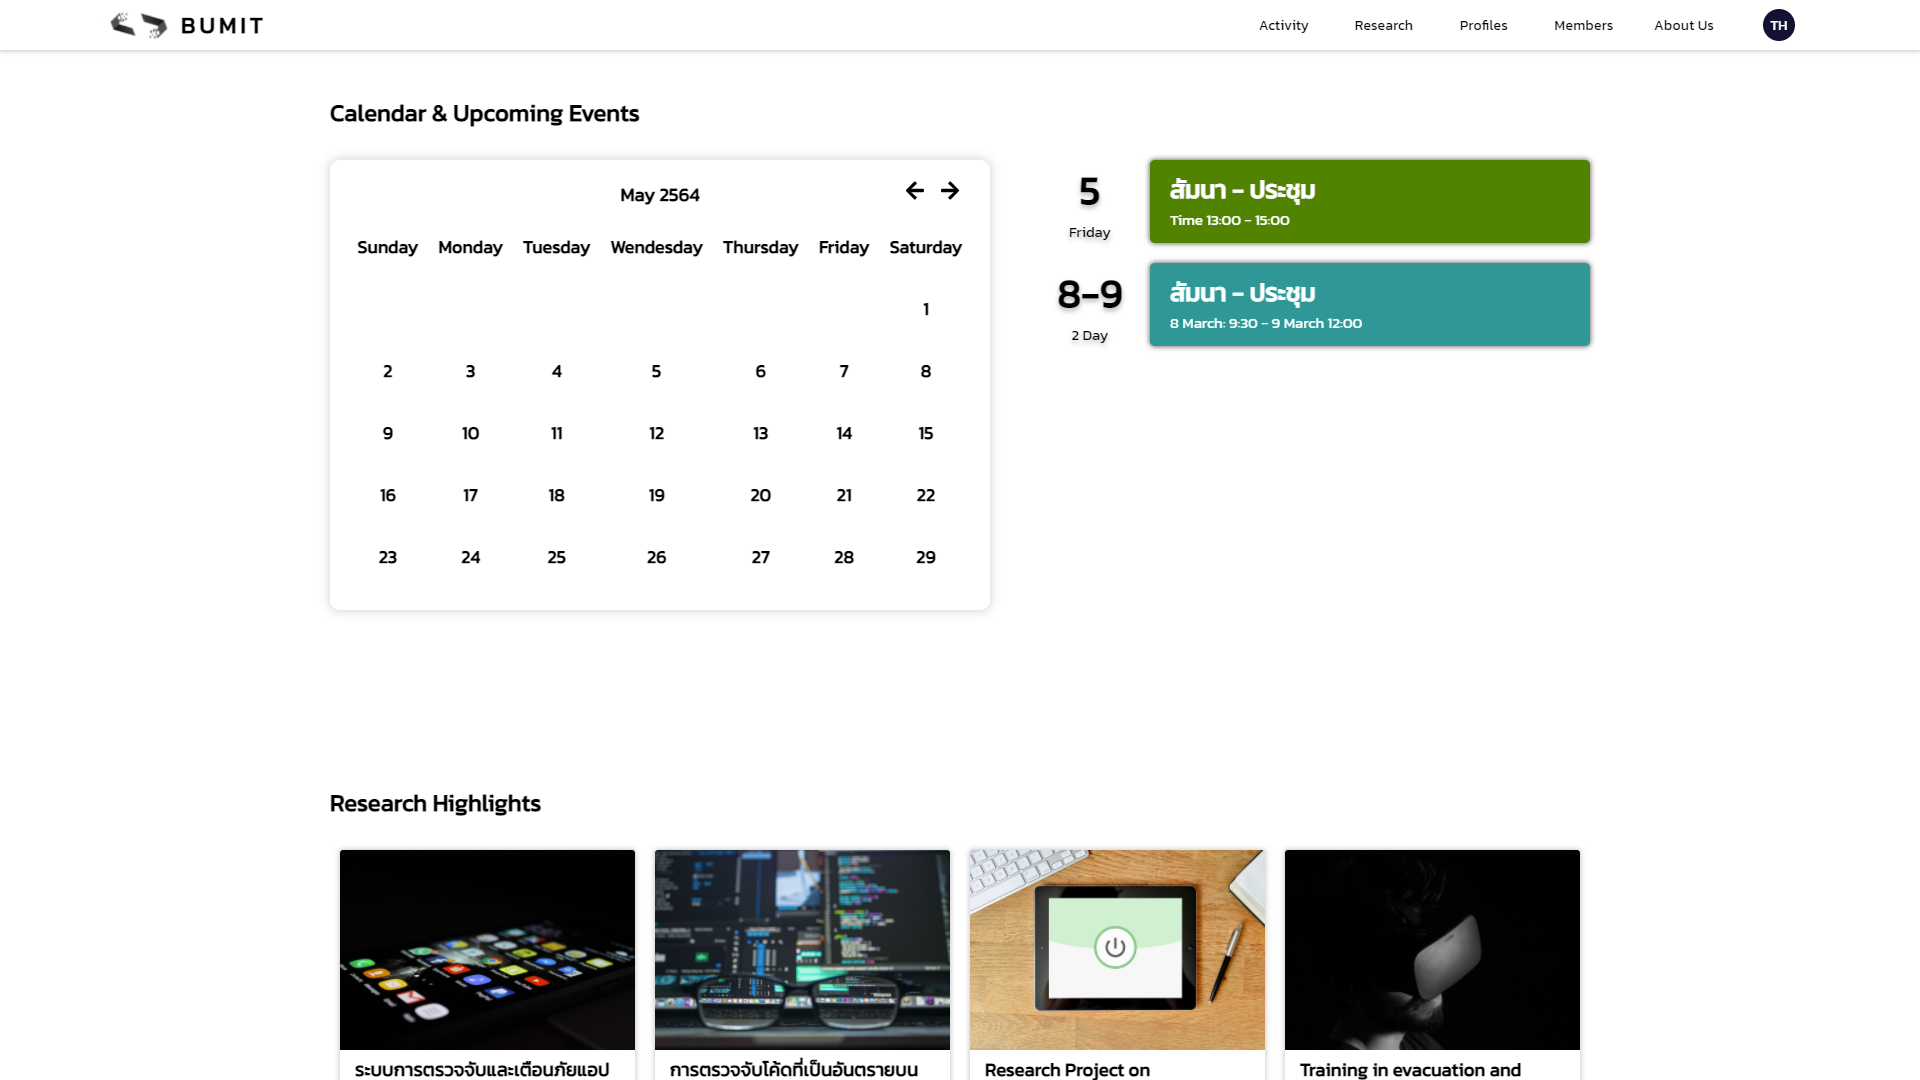 BUMIT
Activity Research Profiles Members About Us TH
Calendar & Upcoming Events
May 2564
Sunday Monday Tuesday Wendesday Thursday Friday Saturday
1
2 3 4 5 6 7 8
9 10 11 12 13 14 15
16 17 18 19 20 21 22
23 24 25 26 27 28 29
5
Friday
สัมนา - ประชุม
Time 13:00 - 15:00
8-9
2 Day
สัมนา - ประชุม
8 March: 9:30 - 9 March 12:00
Research Highlights
ระบบการตรวจจับและเตือนภัยแอป
การตรวจจับโค้ดที่เป็นอันตรายบน
Research Project on
Training in evacuation and